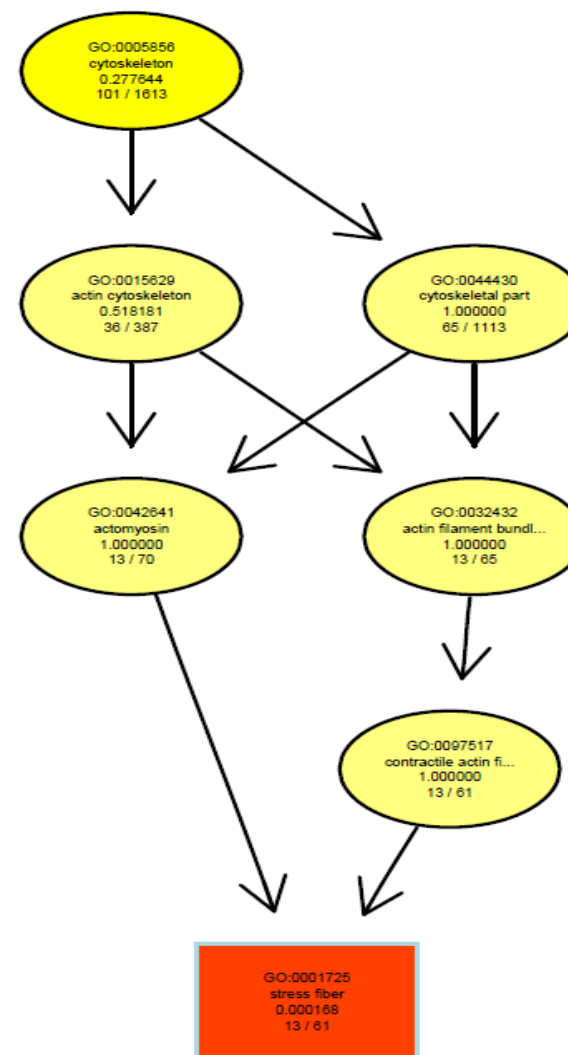 GO:0005856
cytoskeleton
0.277644
101 / 1613
GO:0015629
actin cytoskeleton
0.518181
36 / 387
GO:0044430
cytoskeletal part
1.000000
65 / 1113
GO:0042641
actomyosin
1.000000
13 / 70
GO:0032432
actin filament bundl...
1.000000
13 / 65
GO:0097517
contractile actin fi...
1.000000
13 / 61
GO:0001725
stress fiber
0.000168
13 / 61